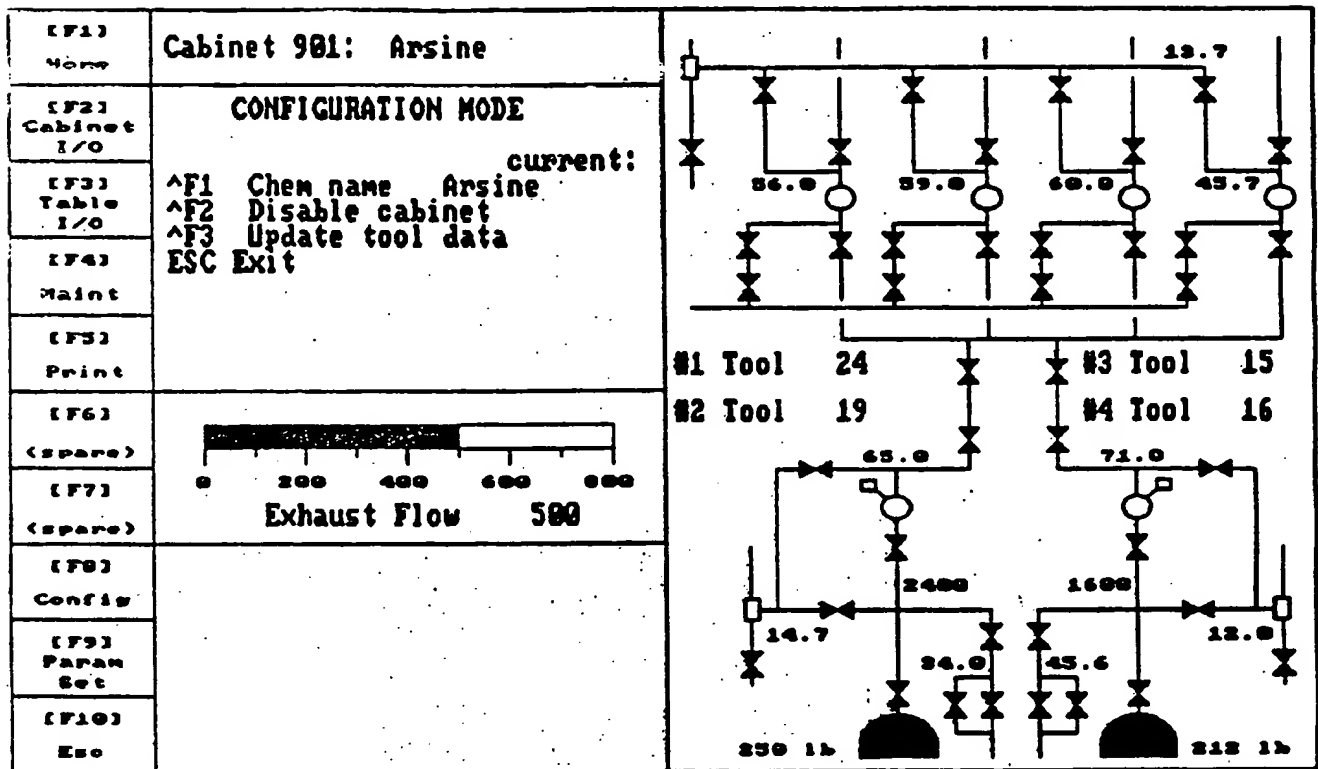 [F1]
Home
[F2]
Cabinet
I/O
[F3]
Table
I/O
[F4]
Maint
[F5]
Print
[F6]
<spare>
[F7]
<spare>
[F8]
Config
[F9]
Param
Set
[F10]
Esc
Cabinet 901: Arsine
CONFIGURATION MODE
current:
^F1 Chem name Arsine
^F2 Disable cabinet
^F3 Update tool data
ESC Exit
0 200 400 600 800
Exhaust Flow 500
13.7
56.0 59.0 60.0 45.7
#1 Tool 24 #3 Tool 15
#2 Tool 19 #4 Tool 16
65.0 71.0
2400 1600
14.7 12.8
34.0 45.6
250 lb 212 lb